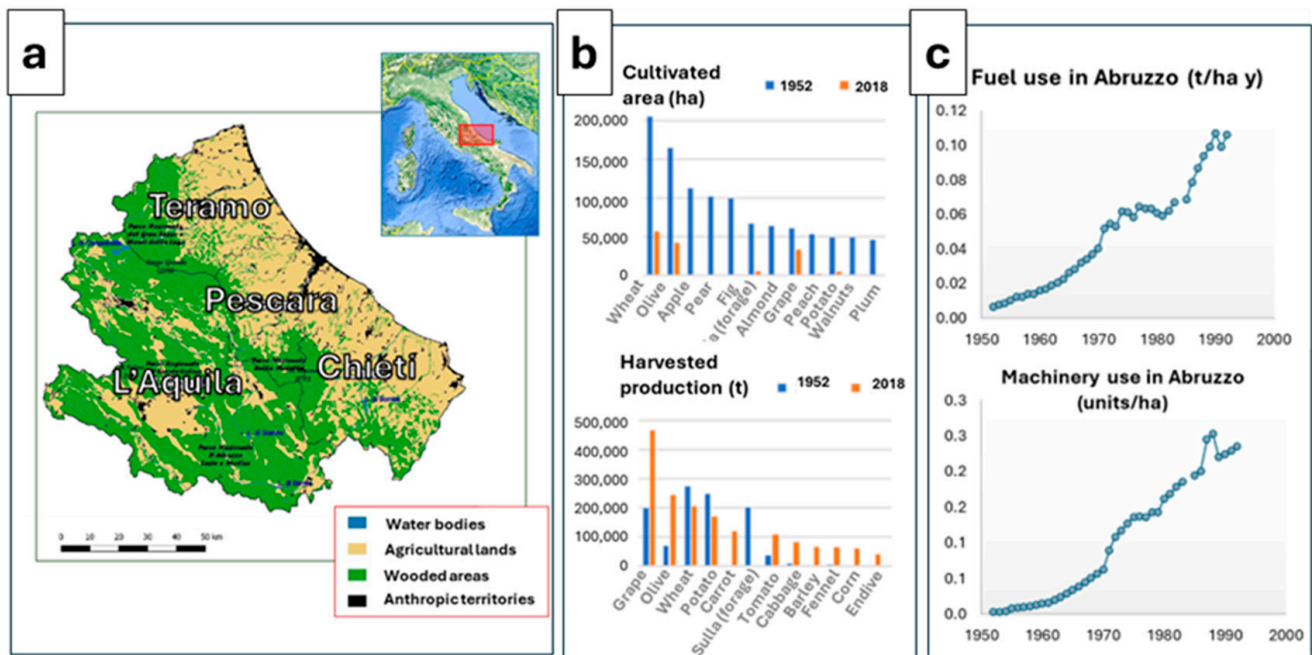 a
Teramo
Pescara
Chieti
L'Aquila
0 10 20 30 40 50 km
Water bodies
Agricultural lands
Wooded areas
Anthropic territories
b
Cultivated
area (ha)
1952
2018
200,000
150,000
100,000
50,000
0
Wheat
Olive
Apple
Pear
Fig
la (forage)
Almond
Grape
Peach
Potato
Walnuts
Plum
Harvested
production (t)
1952
2018
500,000
400,000
300,000
200,000
100,000
0
Grape
Olive
Wheat
Potato
Carrot
Sulla (forage)
Tomato
Cabbage
Barley
Fennel
Corn
Endive
c
Fuel use in Abruzzo (t/ha y)
0.12
0.10
0.08
0.06
0.04
0.02
0.00
1950 1960 1970 1980 1990 2000
Machinery use in Abruzzo
(units/ha)
0.3
0.3
0.2
0.2
0.1
0.1
0.0
1950 1960 1970 1980 1990 2000